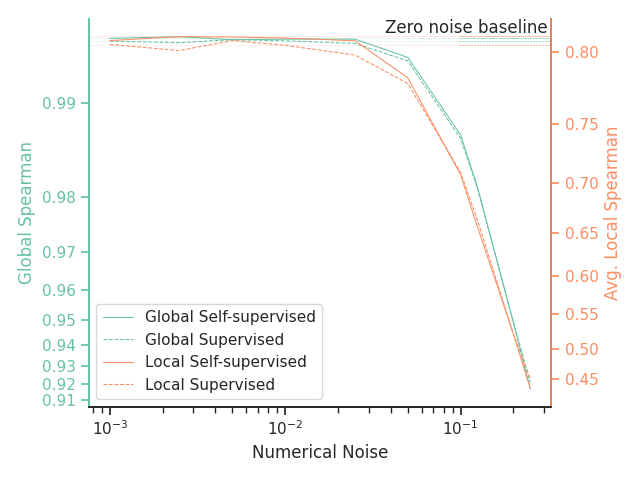 Zero noise baseline
Global Spearman
0.99
0.98
0.97
0.96
0.95
0.94
0.93
0.92
0.91
Avg. Local Spearman
0.80
0.75
0.70
0.65
0.60
0.55
0.50
0.45
Global Self-supervised
Global Supervised
Local Self-supervised
Local Supervised
10⁻³
10⁻²
10⁻¹
Numerical Noise